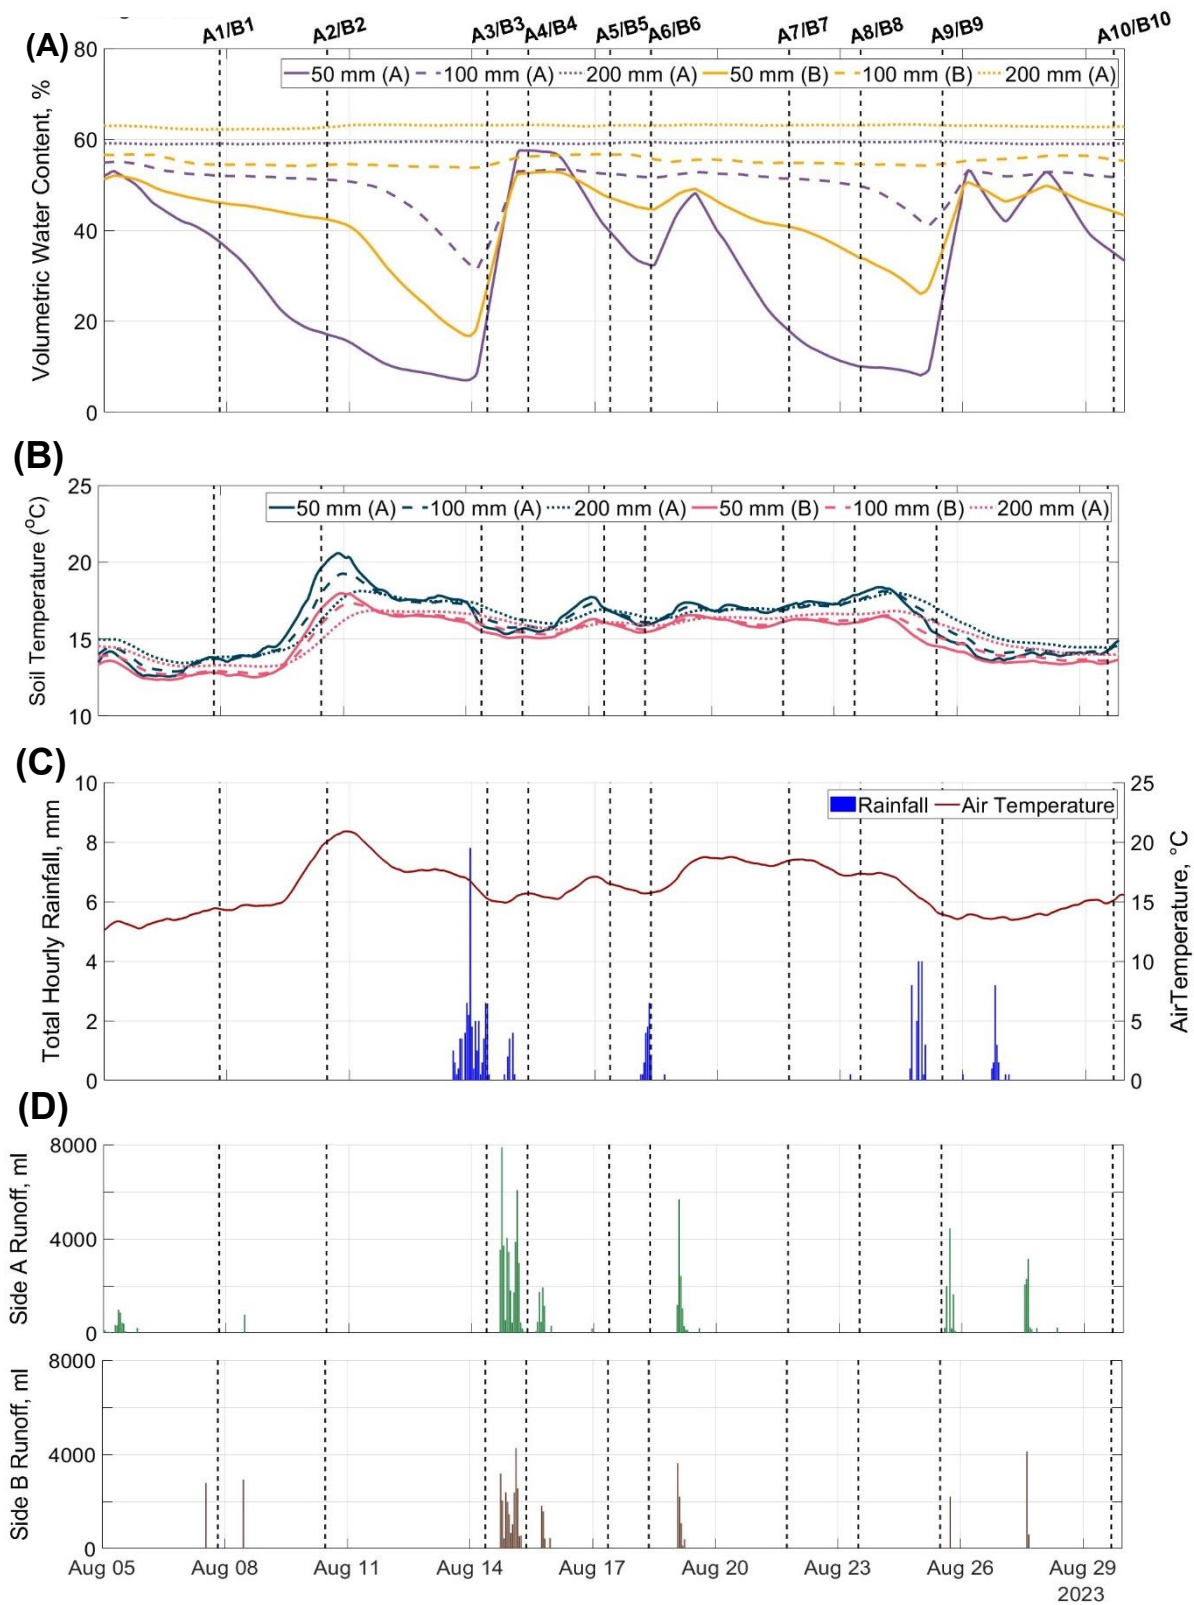 A1/B1 A2/B2 A3/B3 A4/B4 A5/B5 A6/B6 A7/B7 A8/B8 A9/B9 A10/B10
(A)
Volumetric Water Content, %
80
60
40
20
0
50 mm (A) 100 mm (A) 200 mm (A) 50 mm (B) 100 mm (B) 200 mm (A)
(B)
Soil Temperature (°C)
25
20
15
10
50 mm (A) 100 mm (A) 200 mm (A) 50 mm (B) 100 mm (B) 200 mm (A)
(C)
Total Hourly Rainfall, mm
10
8
6
4
2
0
Rainfall Air Temperature
25
20
15
10
5
0
AirTemperature, °C
(D)
Side A Runoff, ml
8000
4000
0
Side B Runoff, ml
8000
4000
0
Aug 05 Aug 08 Aug 11 Aug 14 Aug 17 Aug 20 Aug 23 Aug 26 Aug 29
2023